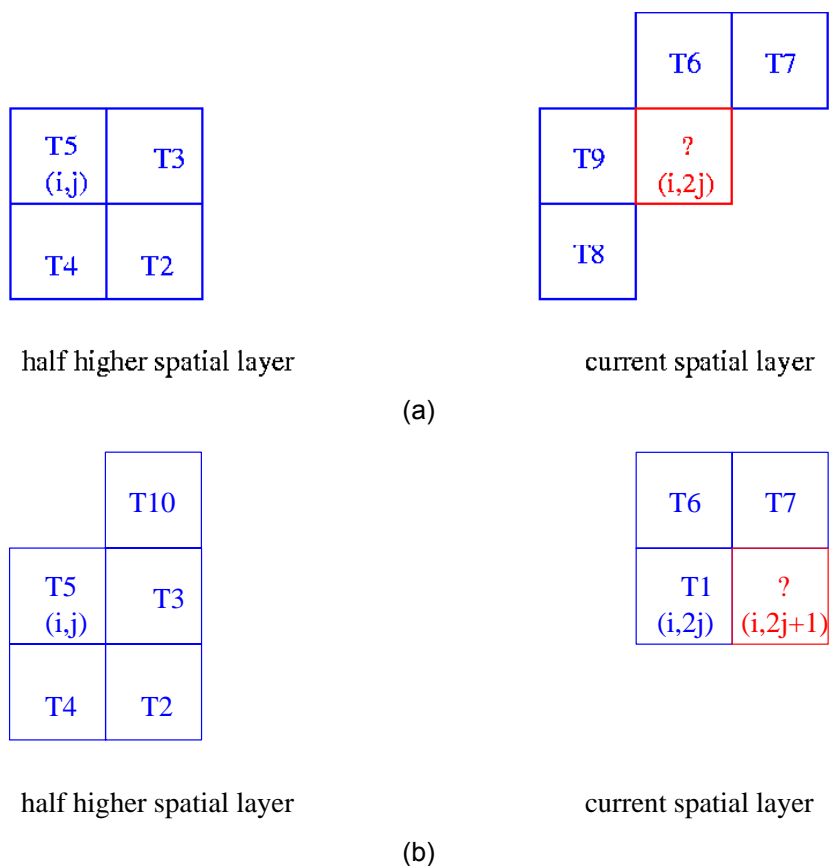 T6 T7
T5 T3
(i,j)
T9 ?
(i,2j)
T4 T2
T8
half higher spatial layer
current spatial layer
(a)
T10
T6 T7
T5 T3
(i,j)
T1 ?
(i,2j) (i,2j+1)
T4 T2
half higher spatial layer
current spatial layer
(b)